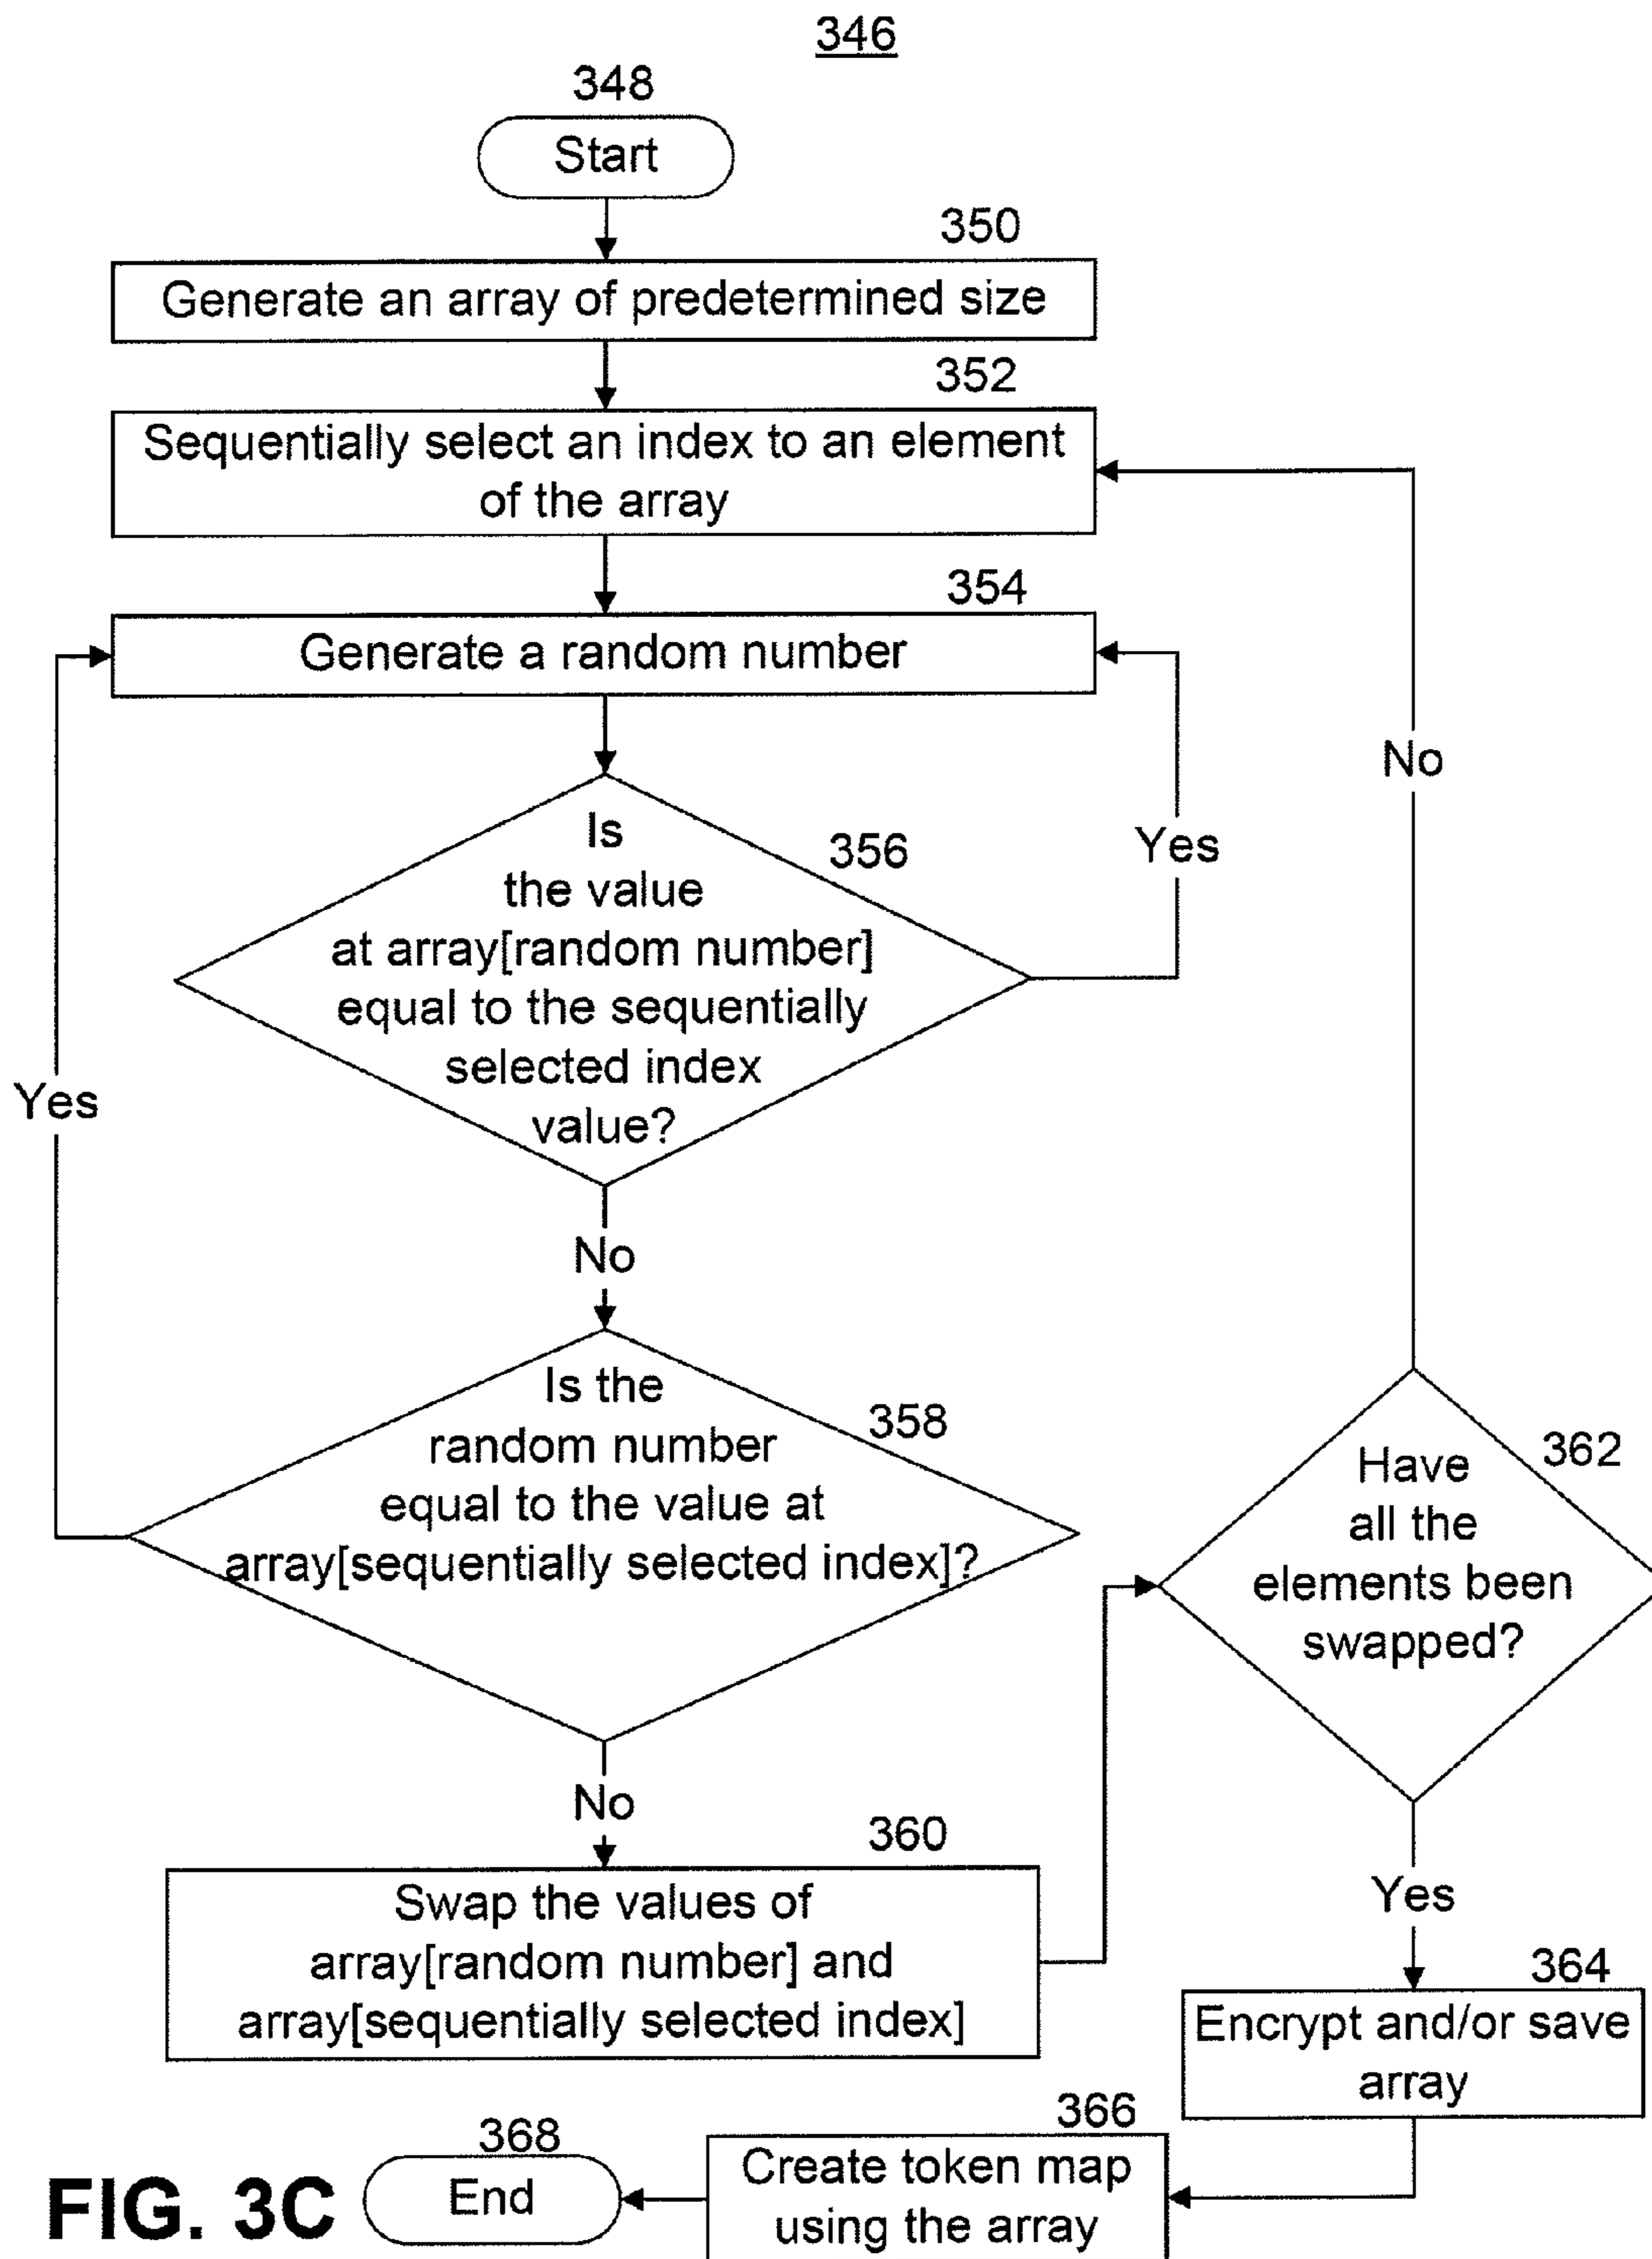 346
348
Start
350
Generate an array of predetermined size
352
Sequentially select an index to an element
of the array
354
Generate a random number
Is
the value
at array[random number]
equal to the sequentially
selected index
value?
356
Yes
No
Yes
No
Is the
random number
equal to the value at
array[sequentially selected index]?
358
362
Have
all the
elements been
swapped?
No
360
Swap the values of
array[random number] and
array[sequentially selected index]
Yes
364
Encrypt and/or save
array
366
Create token map
using the array
368
End
FIG. 3C